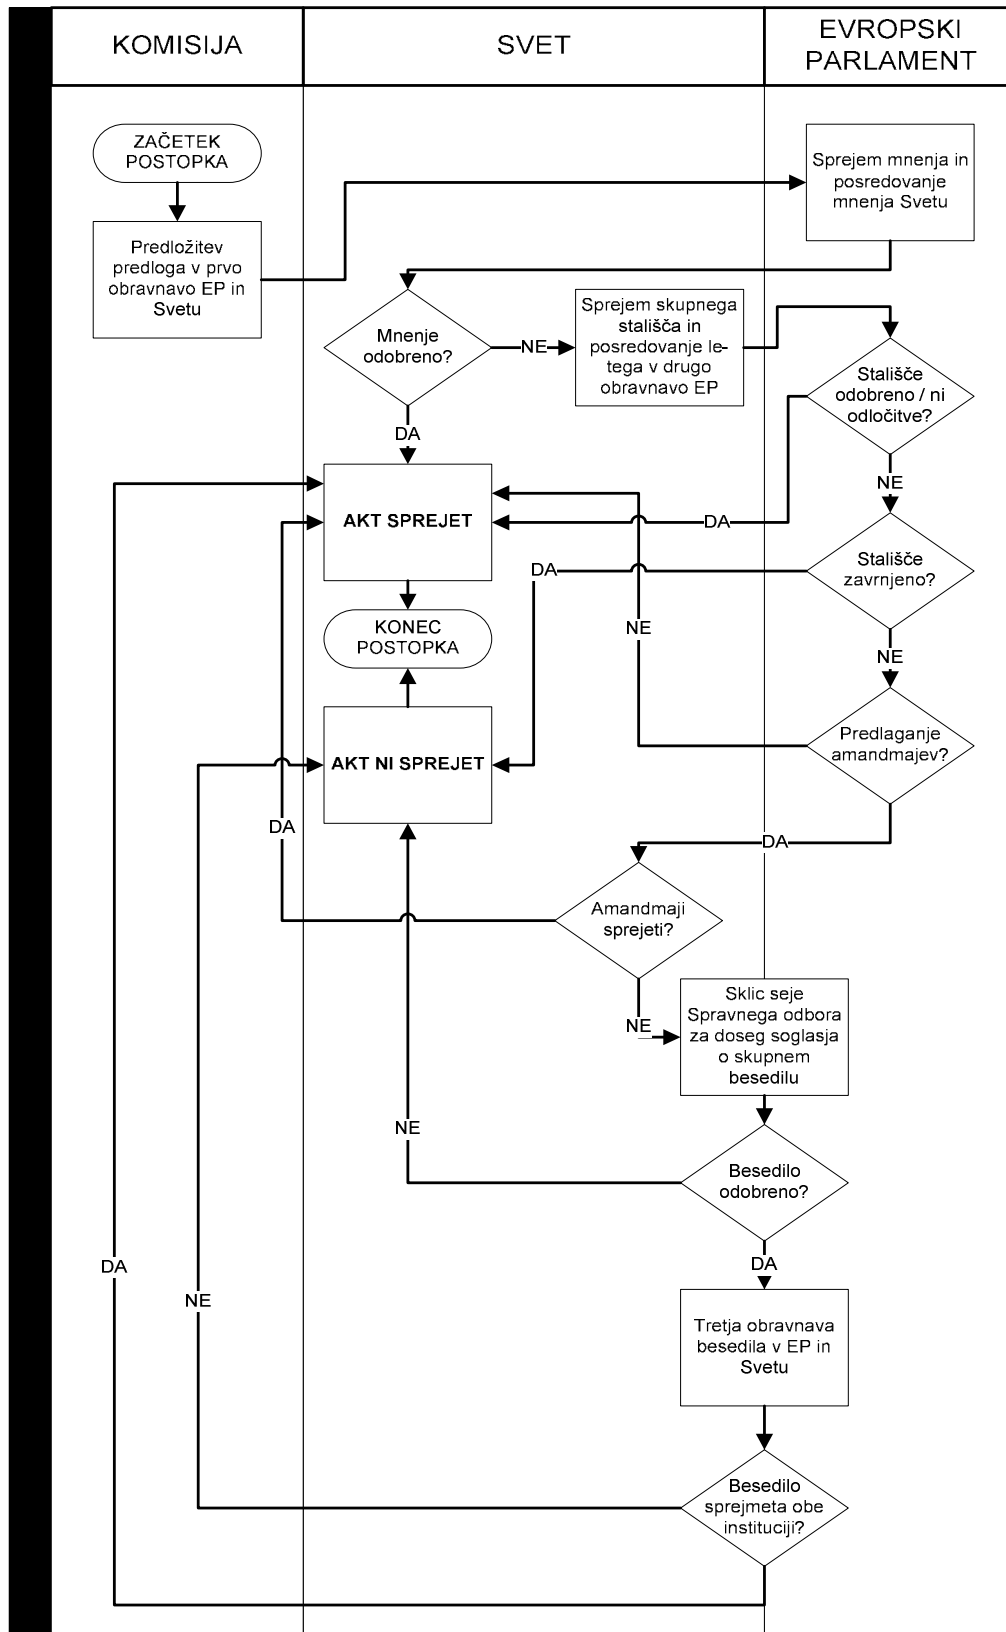 KOMISIJA
SVET
EVROPSKI
PARLAMENT
ZAČETEK
POSTOPKA
Sprejem mnenja in
posredovanje
mnenja Svetu
Predložitev
predloga v prvo
obravnavo EP in
Svetu
Mnenje
odobreno?
NE
Sprejem skupnega
stališča in
posredovanje le-
tega v drugo
obravnavo EP
Stališče
odobreno / ni
odločitve?
DA
NE
AKT SPREJET
DA
Stališče
zavrnjeno?
DA
KONEC
POSTOPKA
NE
NE
Predlaganje
amandmajev?
AKT NI SPREJET
DA
DA
Amandmaji
sprejeti?
NE
Sklic seje
Spravnega odbora
za doseg soglasja
o skupnem
besedilu
NE
Besedilo
odobreno?
DA
DA
NE
Tretja obravnava
besedila v EP in
Svetu
Besedilo
sprejmeta obe
instituciji?